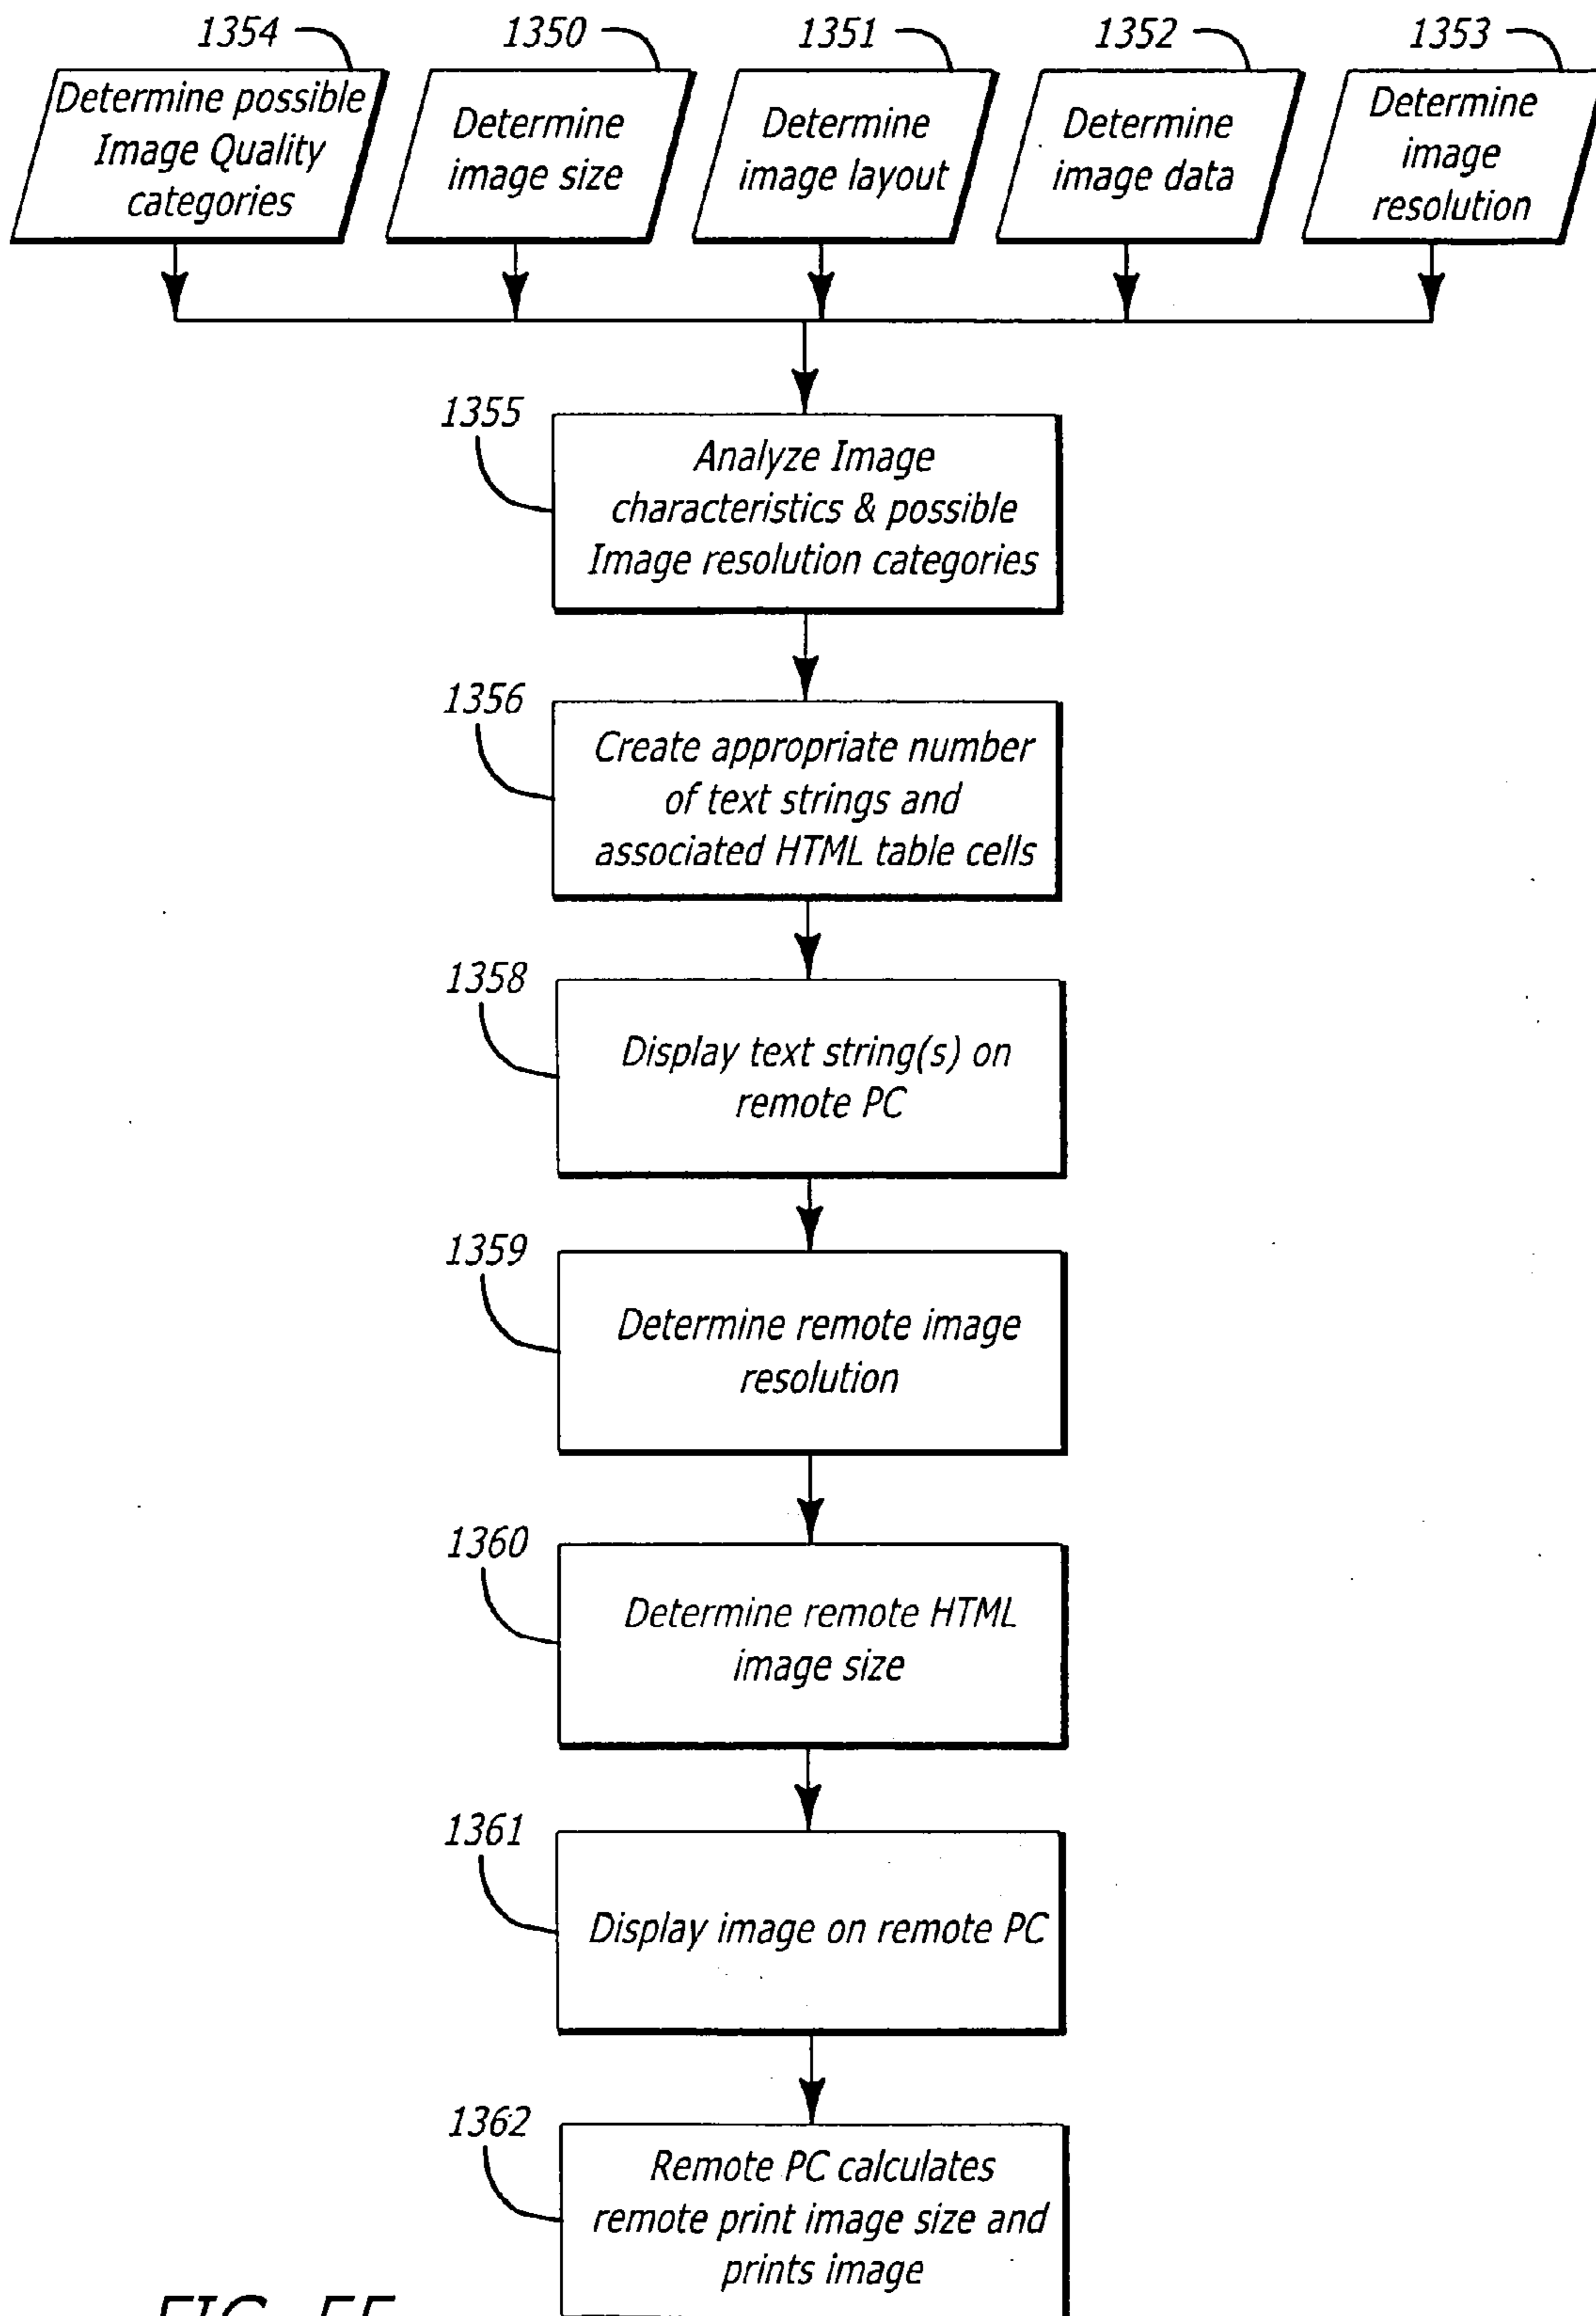 1354
1350
1351
1352
1353
Determine possible
Image Quality
categories
Determine
image size
Determine
image layout
Determine
image data
Determine
image
resolution
1355
Analyze Image
characteristics & possible
Image resolution categories
1356
Create appropriate number
of text strings and
associated HTML table cells
1358
Display text string(s) on
remote PC
1359
Determine remote image
resolution
1360
Determine remote HTML
image size
1361
Display image on remote PC
1362
Remote PC calculates
remote print image size and
prints image
FIG.